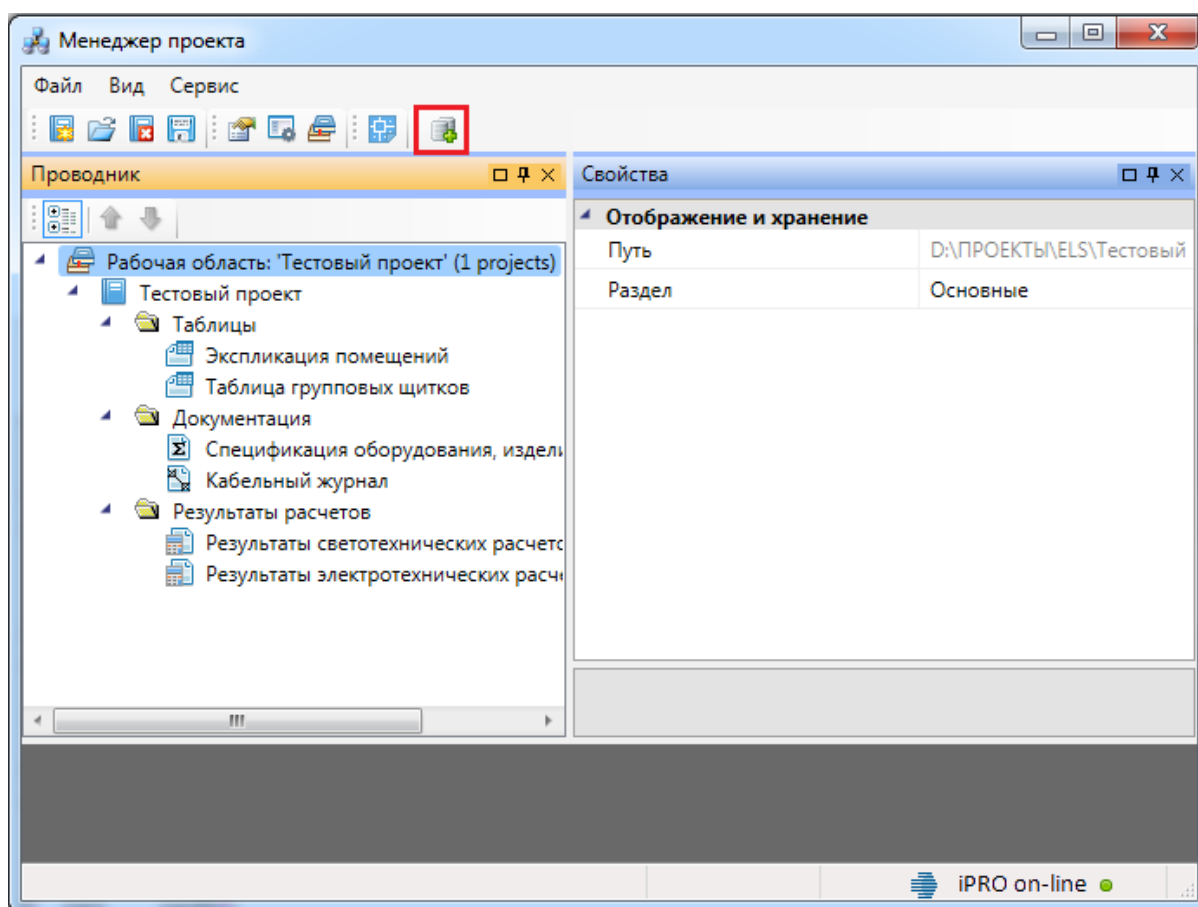 Менеджер проекта
Файл Вид Сервис
Проводник
Свойства
Рабочая область: 'Тестовый проект' (1 projects)
Тестовый проект
Таблицы
Экспликация помещений
Таблица групповых щитков
Документация
Спецификация оборудования, издели
Кабельный журнал
Результаты расчетов
Результаты светотехнических расчетс
Результаты электротехнических расч
Отображение и хранение
Путь D:\ПРОЕКТЫ\ELS\Тестовый
Раздел Основные
iPRO on-line